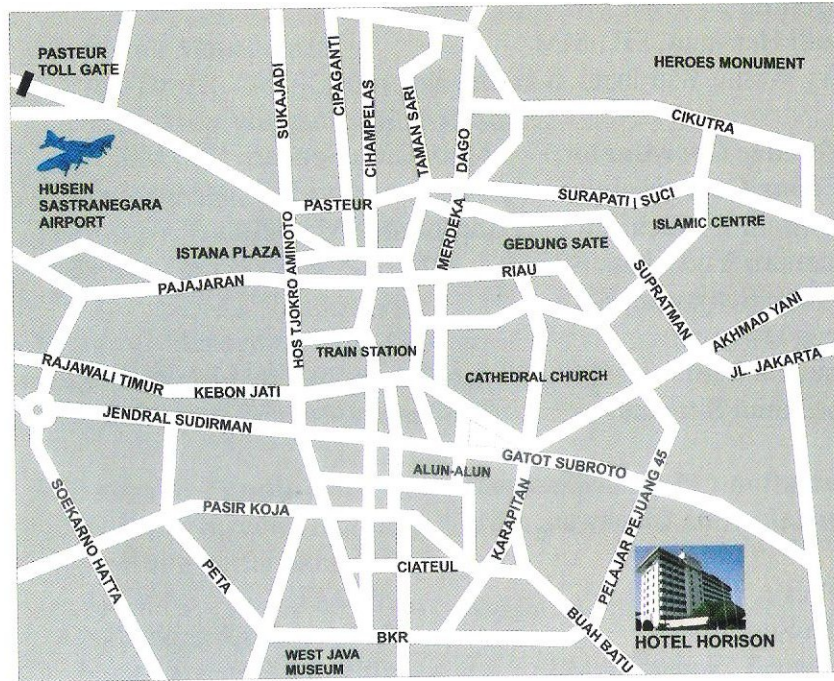 PASTEUR
TOLL GATE
HEROES MONUMENT
SUKAJADI
CIPAGANTI
CIHAMPELAS
TAMAN SARI
DAGO
CIKUTRA
HUSEIN
SASTRANEGARA
AIRPORT
PASTEUR
SURAPATI | SUCI
ISLAMIC CENTRE
ISTANA PLAZA
MERDEKA
GEDUNG SATE
PAJAJARAN
RIAU
SUPRATMAN
HOS TJOKRO AMINOTO
AKHMAD YANI
TRAIN STATION
RAJAWALI TIMUR
KEBON JATI
CATHEDRAL CHURCH
JL. JAKARTA
JENDRAL SUDIRMAN
ALUN-ALUN
GATOT SUBROTO
SOEKARNO HATTA
PASIR KOJA
KARAPITAN
PELAJAR PEJUANG 45
PETA
CIATEUL
BKR
BUAH BATU
HOTEL HORISON
WEST JAVA
MUSEUM